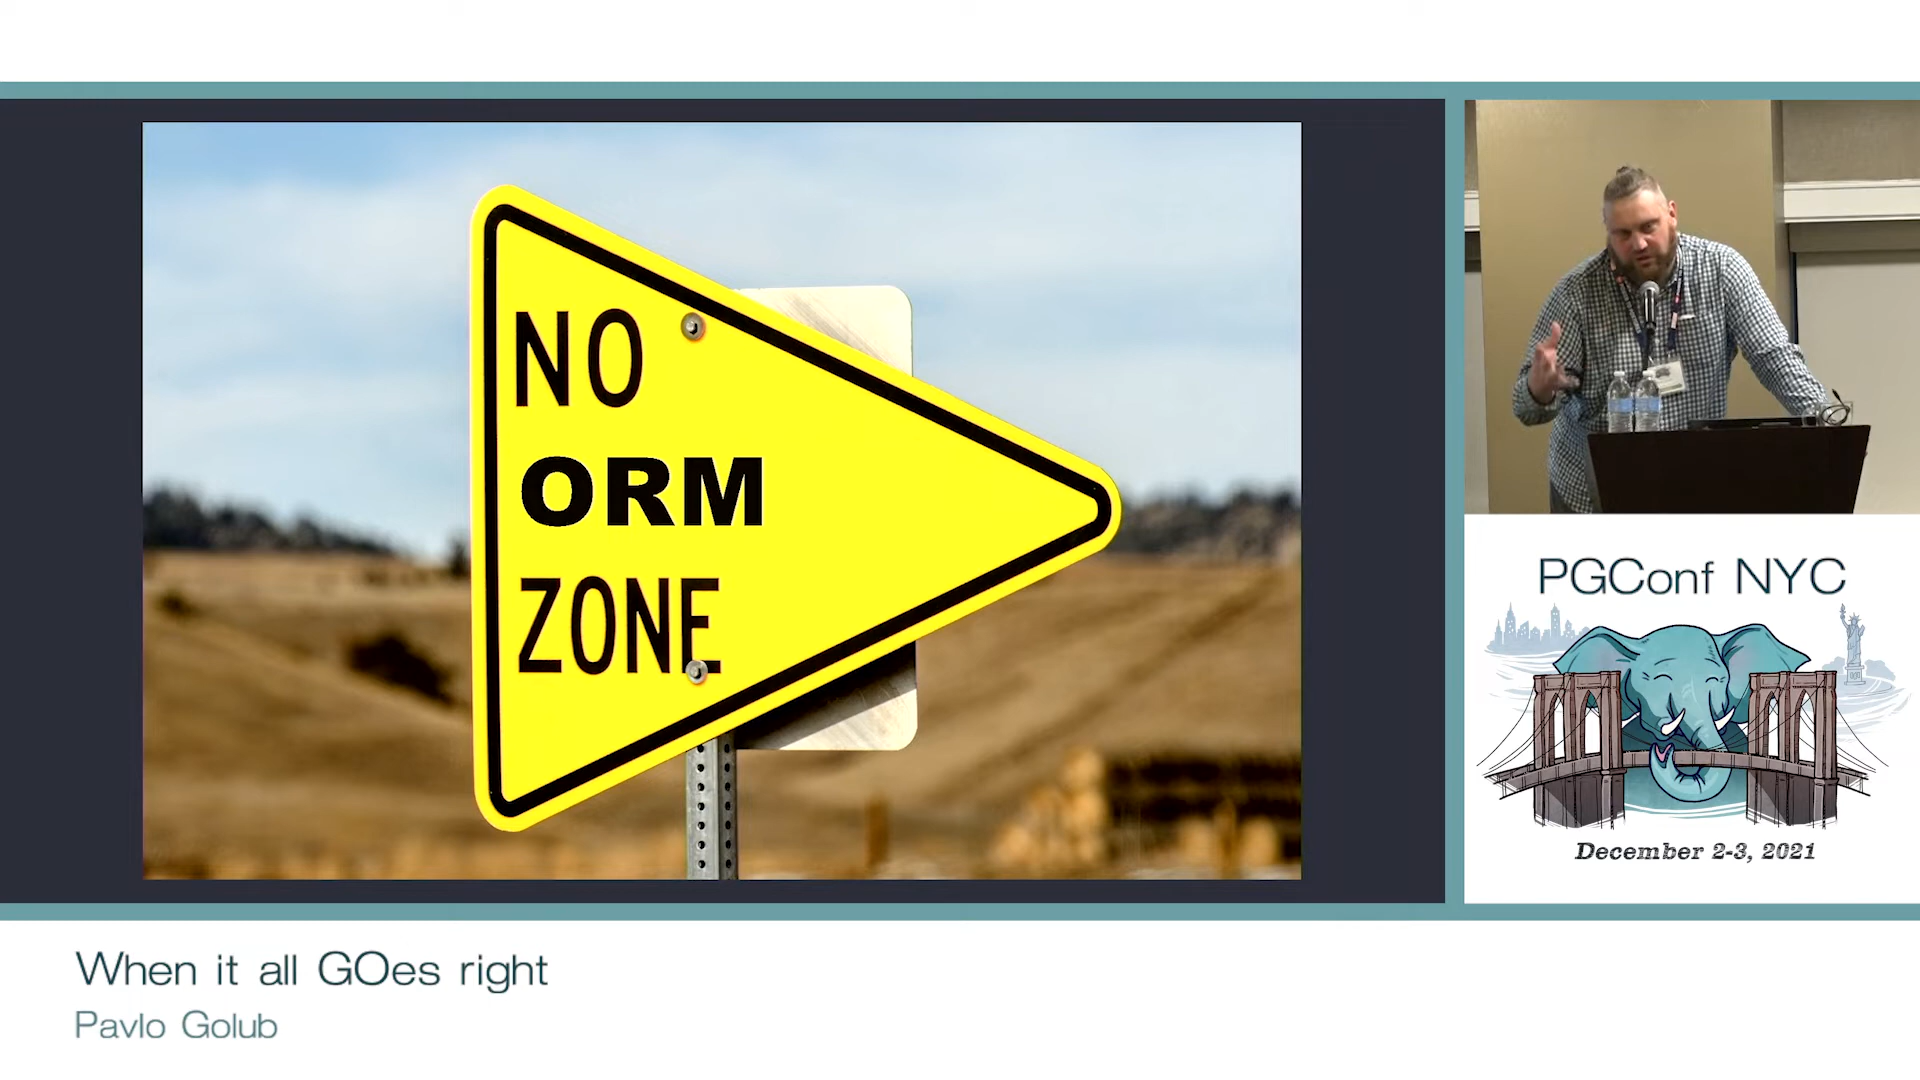 NO
ORM
ZONE
PGConf NYC
December 2-3, 2021
When it all GOes right
Pavlo Golub